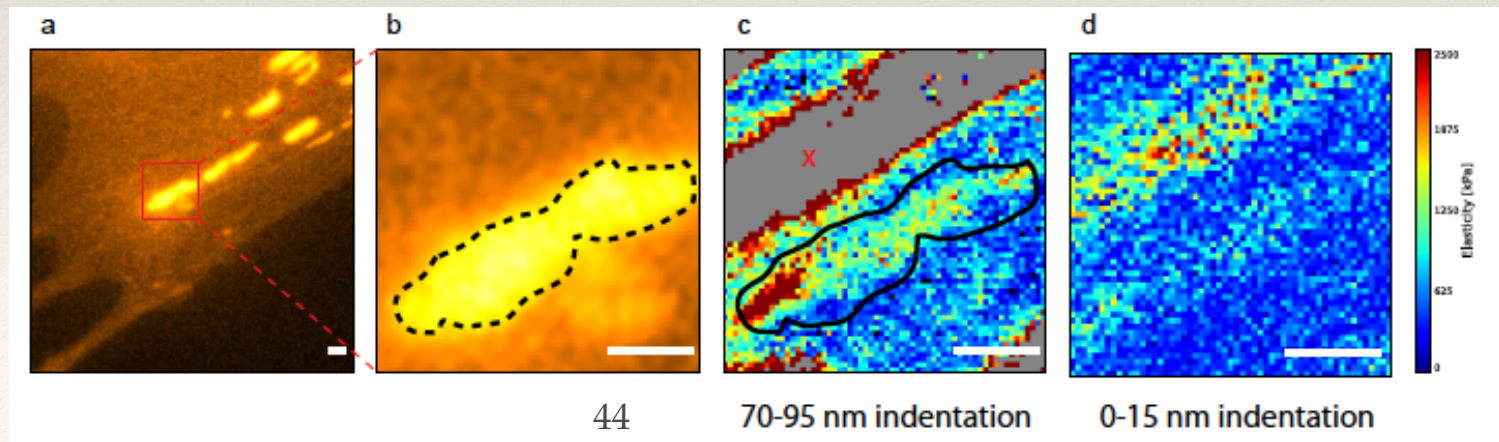 a
b
c
d
X
2500
1875
1250
625
0
Elasticity [kPa]
44
70-95 nm indentation
0-15 nm indentation